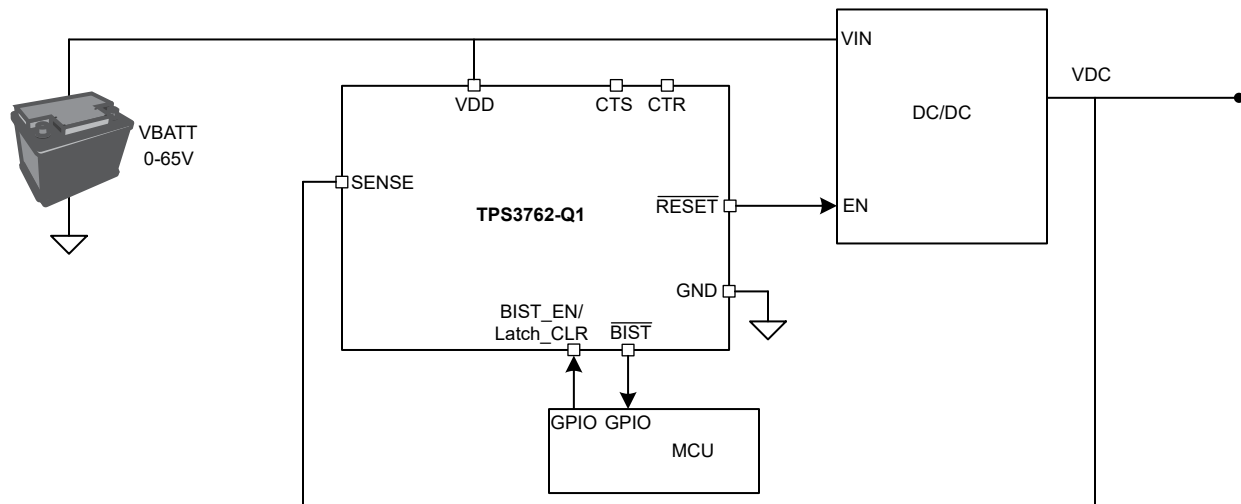 VIN
VDC
VDD
CTS
CTR
DC/DC
VBATT
0-65V
SENSE
TPS3762-Q1
RESET
EN
GND
BIST_EN/
Latch_CLR
BIST
GPIO
GPIO
MCU